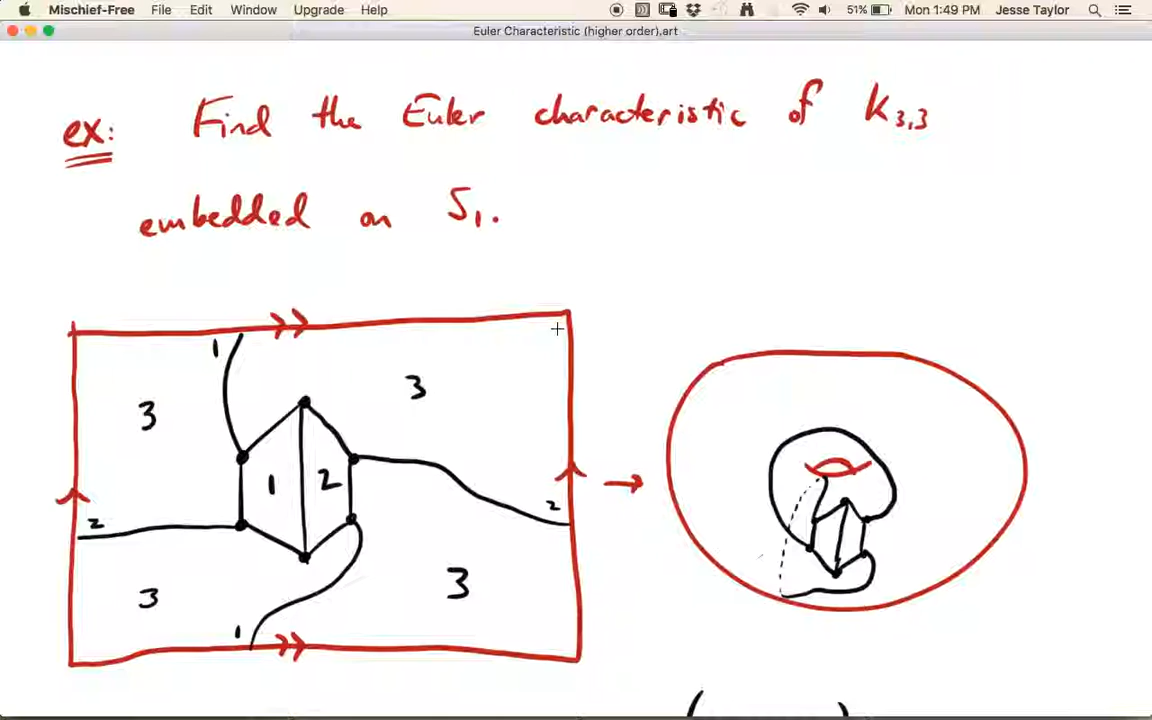 Mischief-Free File Edit Window Upgrade Help 51% Mon 1:49 PM Jesse Taylor
Euler Characteristic (higher order).art
ex: Find the Euler characteristic of K3,3
embedded on S1.
1
3
3
1
2
2
2
3
3
1